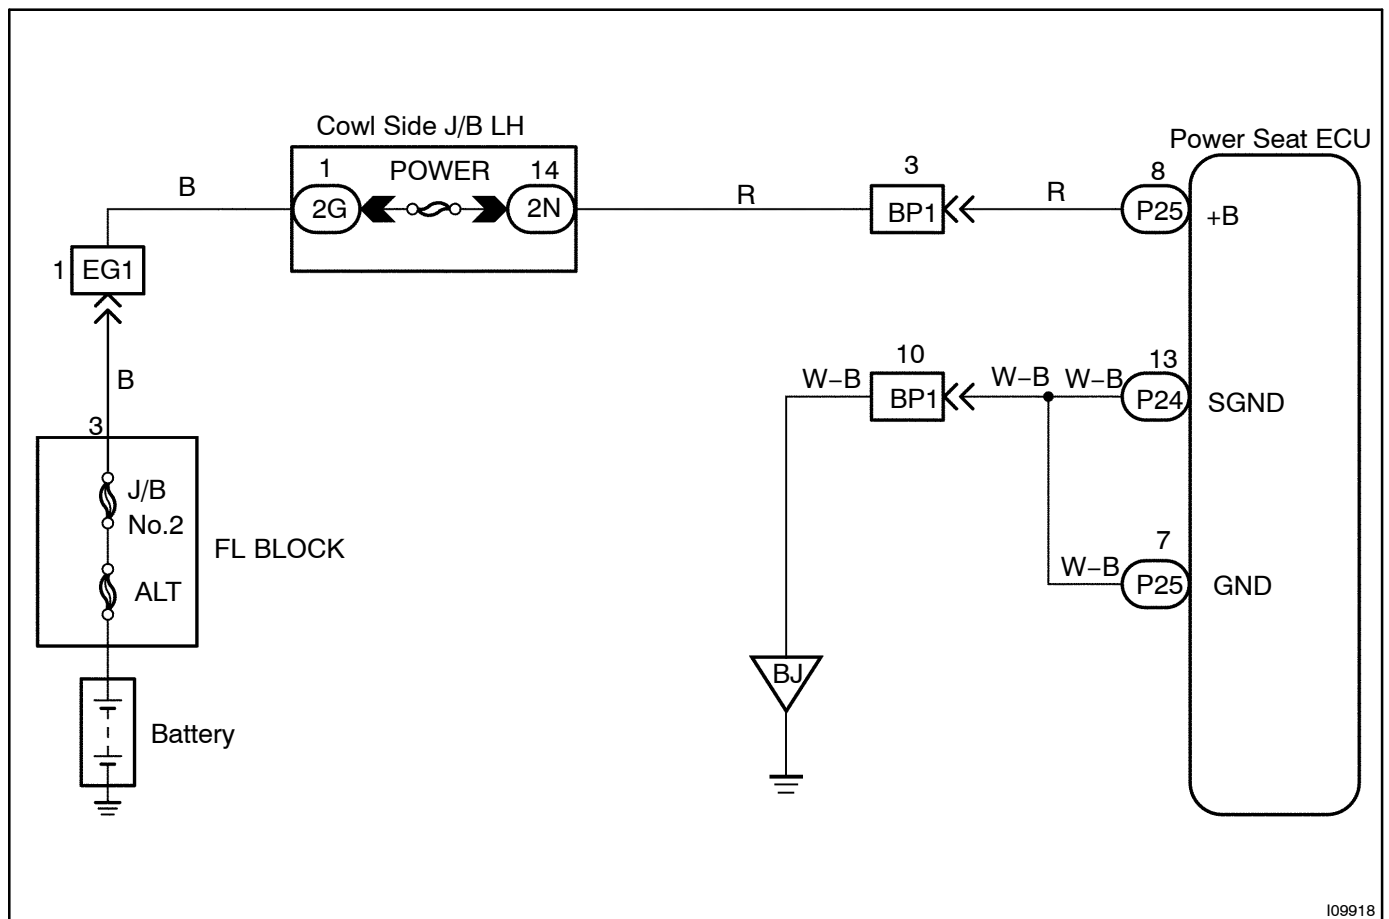 Cowl Side J/B LH
Power Seat ECU
1
POWER
14
3
8
B
R
R
2G
2N
BP1
P25
+B
1
EG1
10
13
B
W-B
W-B
W-B
BP1
P24
SGND
3
J/B
No.2
FL BLOCK
ALT
7
W-B
P25
GND
BJ
Battery
I09918